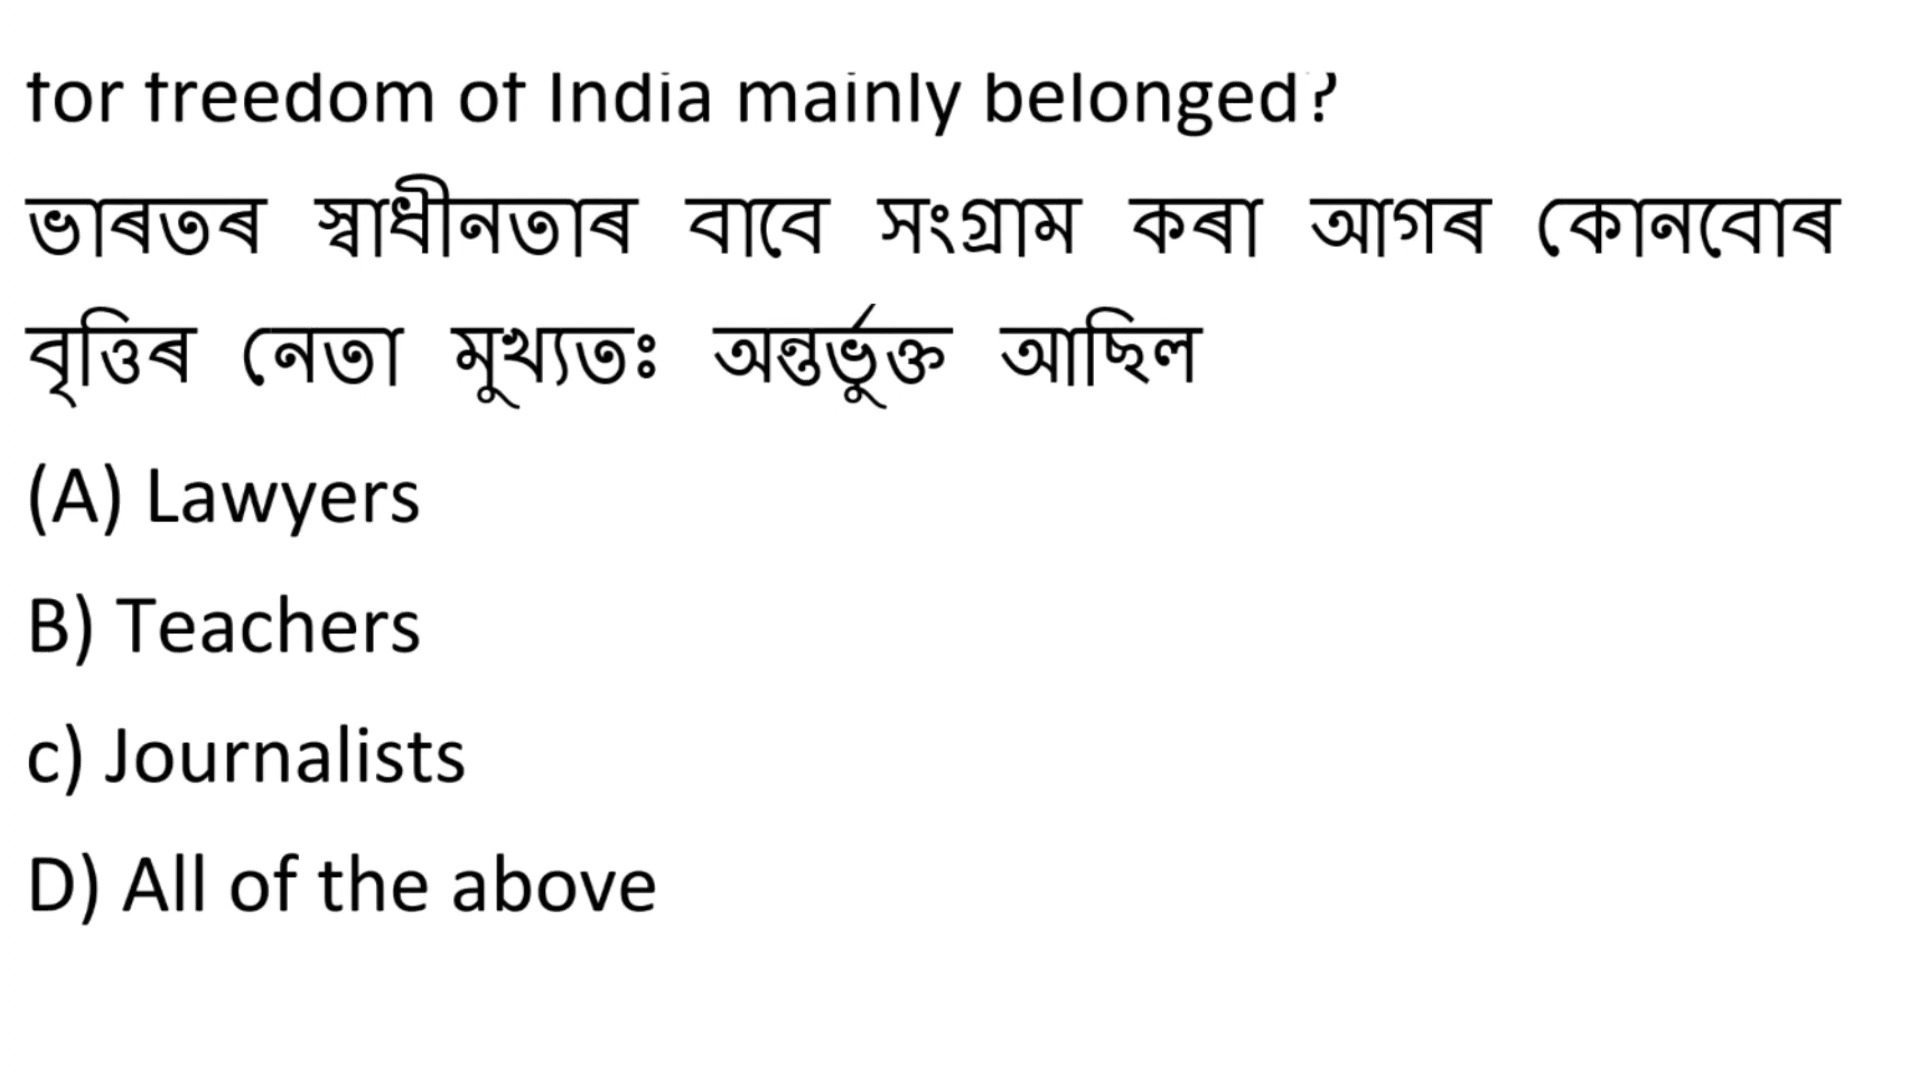 for freedom of India mainly belonged?
ভাৰতৰ স্বাধীনতাৰ বাবে সংগ্ৰাম কৰা আগৰ কোনবোৰ
বৃত্তিৰ নেতা মুখ্যতঃ অন্তৰ্ভুক্ত আছিল
(A) Lawyers
B) Teachers
c) Journalists
D) All of the above